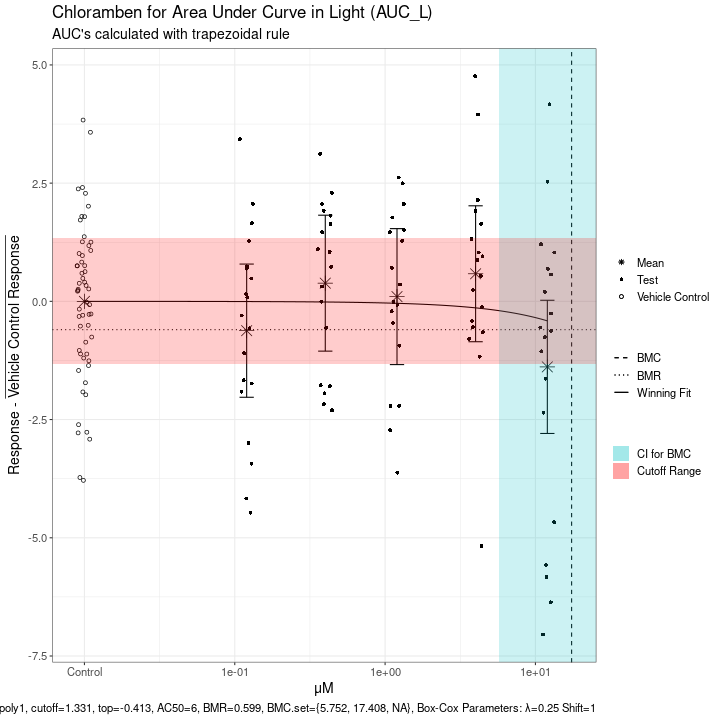 Chloramben for Area Under Curve in Light (AUC_L)
AUC's calculated with trapezoidal rule
Response - Vehicle Control Response
5.0
2.5
0.0
-2.5
-5.0
-7.5
Control
1e-01
1e+00
1e+01
μM
Mean
Test
Vehicle Control
BMC
BMR
Winning Fit
CI for BMC
Cutoff Range
poly1, cutoff=1.331, top=-0.413, AC50=6, BMR=0.599, BMC.set={5.752, 17.408, NA}, Box-Cox Parameters: λ=0.25 Shift=1